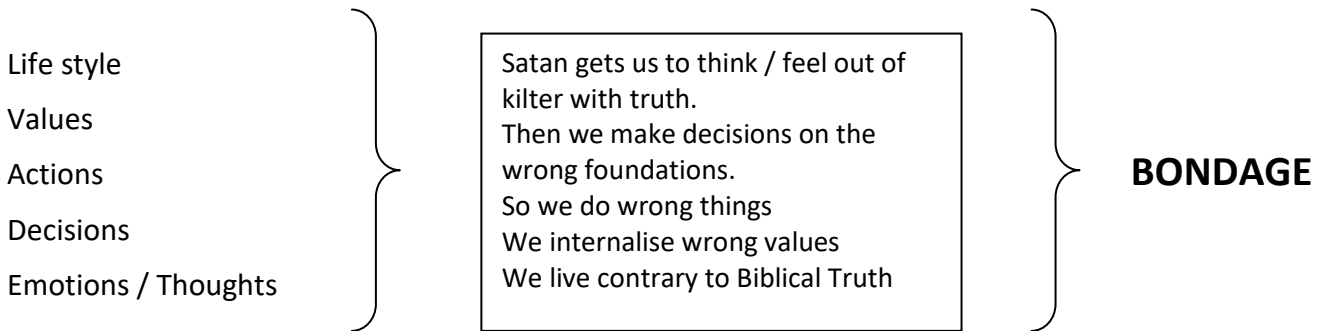 Life style
Values
Actions
Decisions
Emotions / Thoughts
Satan gets us to think / feel out of
kilter with truth.
Then we make decisions on the
wrong foundations.
So we do wrong things
We internalise wrong values
We live contrary to Biblical Truth
BONDAGE